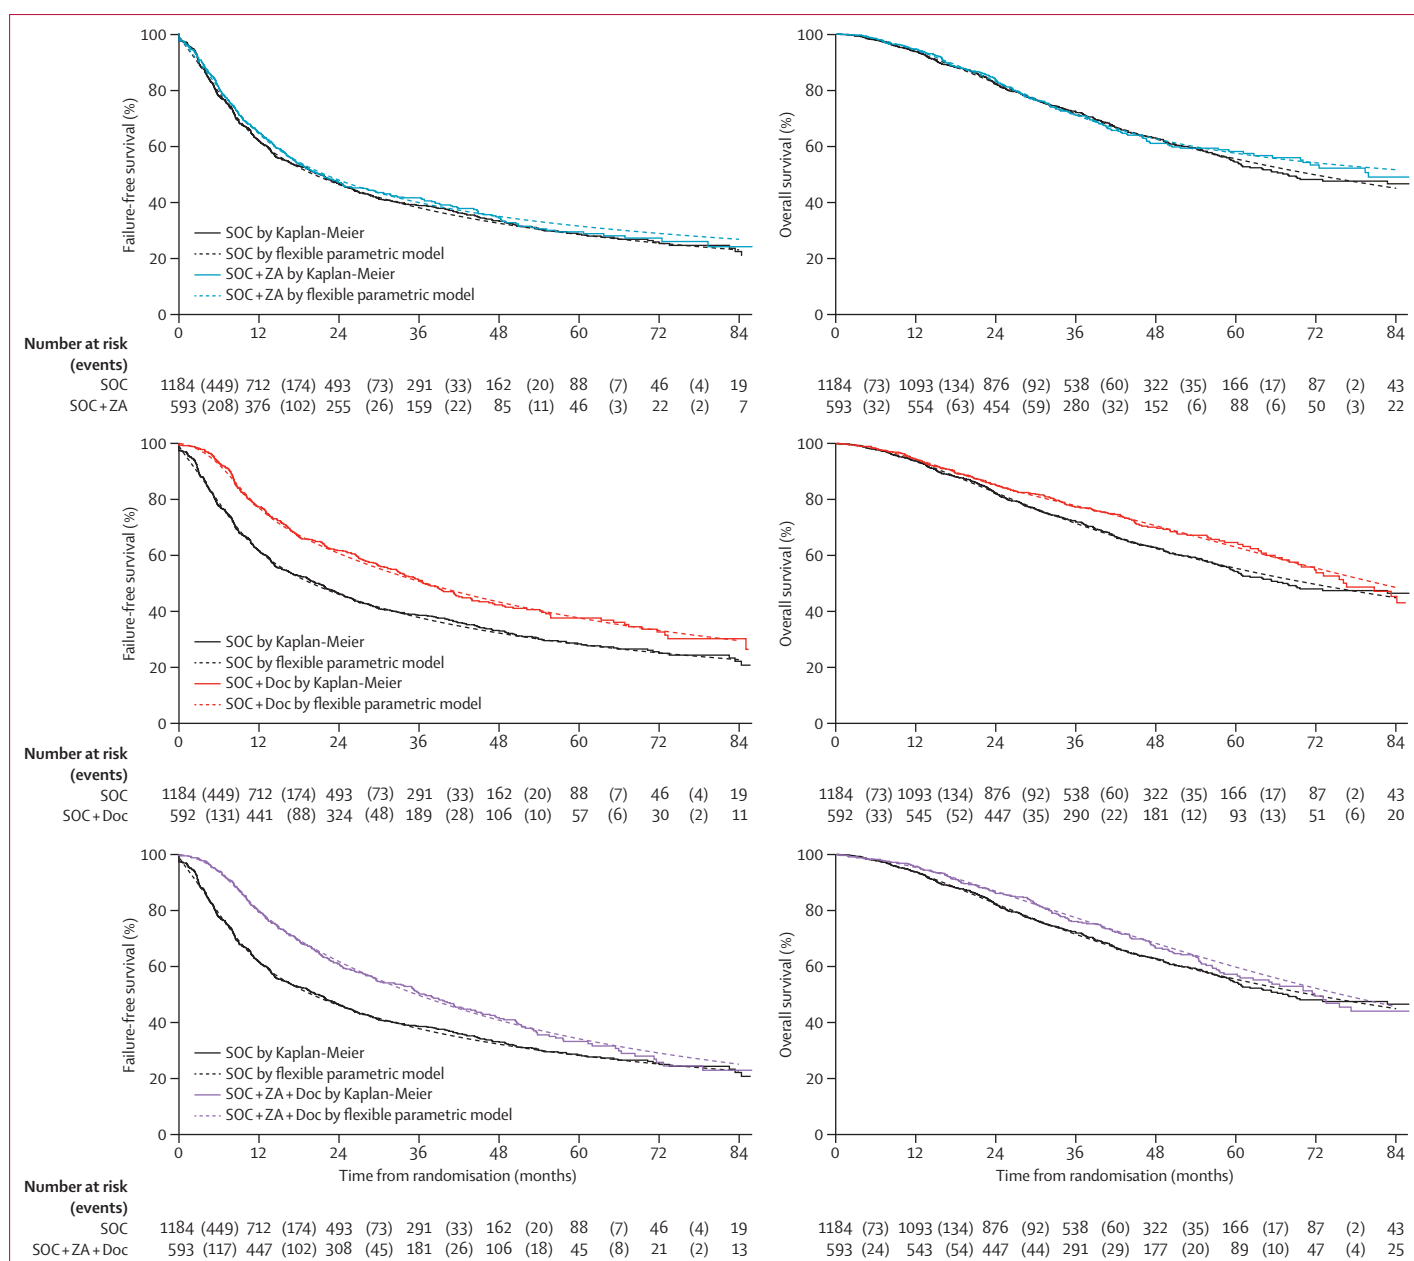 100
80
60
40
20
0
Failure-free survival (%)
SOC by Kaplan-Meier
SOC by flexible parametric model
SOC+ZA by Kaplan-Meier
SOC+ZA by flexible parametric model
0 12 24 36 48 60 72 84
100
80
60
40
20
0
Overall survival (%)
0 12 24 36 48 60 72 84
Number at risk
(events)
SOC 1184 (449) 712 (174) 493 (73) 291 (33) 162 (20) 88 (7) 46 (4) 19 1184 (73) 1093 (134) 876 (92) 538 (60) 322 (35) 166 (17) 87 (2) 43
SOC+ZA 593 (208) 376 (102) 255 (26) 159 (22) 85 (11) 46 (3) 22 (2) 7 593 (32) 554 (63) 454 (59) 280 (32) 152 (6) 88 (6) 50 (3) 22
100
80
60
40
20
0
Failure-free survival (%)
SOC by Kaplan-Meier
SOC by flexible parametric model
SOC+Doc by Kaplan-Meier
SOC+Doc by flexible parametric model
0 12 24 36 48 60 72 84
100
80
60
40
20
0
Overall survival (%)
0 12 24 36 48 60 72 84
Number at risk
(events)
SOC 1184 (449) 712 (174) 493 (73) 291 (33) 162 (20) 88 (7) 46 (4) 19 1184 (73) 1093 (134) 876 (92) 538 (60) 322 (35) 166 (17) 87 (2) 43
SOC+Doc 592 (131) 441 (88) 324 (48) 189 (28) 106 (10) 57 (6) 30 (2) 11 592 (33) 545 (52) 447 (35) 290 (22) 181 (12) 93 (13) 51 (6) 20
100
80
60
40
20
0
Failure-free survival (%)
SOC by Kaplan-Meier
SOC by flexible parametric model
SOC+ZA+Doc by Kaplan-Meier
SOC+ZA+Doc by flexible parametric model
0 12 24 36 48 60 72 84
Time from randomisation (months)
100
80
60
40
20
0
Overall survival (%)
0 12 24 36 48 60 72 84
Time from randomisation (months)
Number at risk
(events)
SOC 1184 (449) 712 (174) 493 (73) 291 (33) 162 (20) 88 (7) 46 (4) 19 1184 (73) 1093 (134) 876 (92) 538 (60) 322 (35) 166 (17) 87 (2) 43
SOC+ZA+Doc 593 (117) 447 (102) 308 (45) 181 (26) 106 (18) 45 (8) 21 (2) 13 593 (24) 543 (54) 447 (44) 291 (29) 177 (20) 89 (10) 47 (4) 25